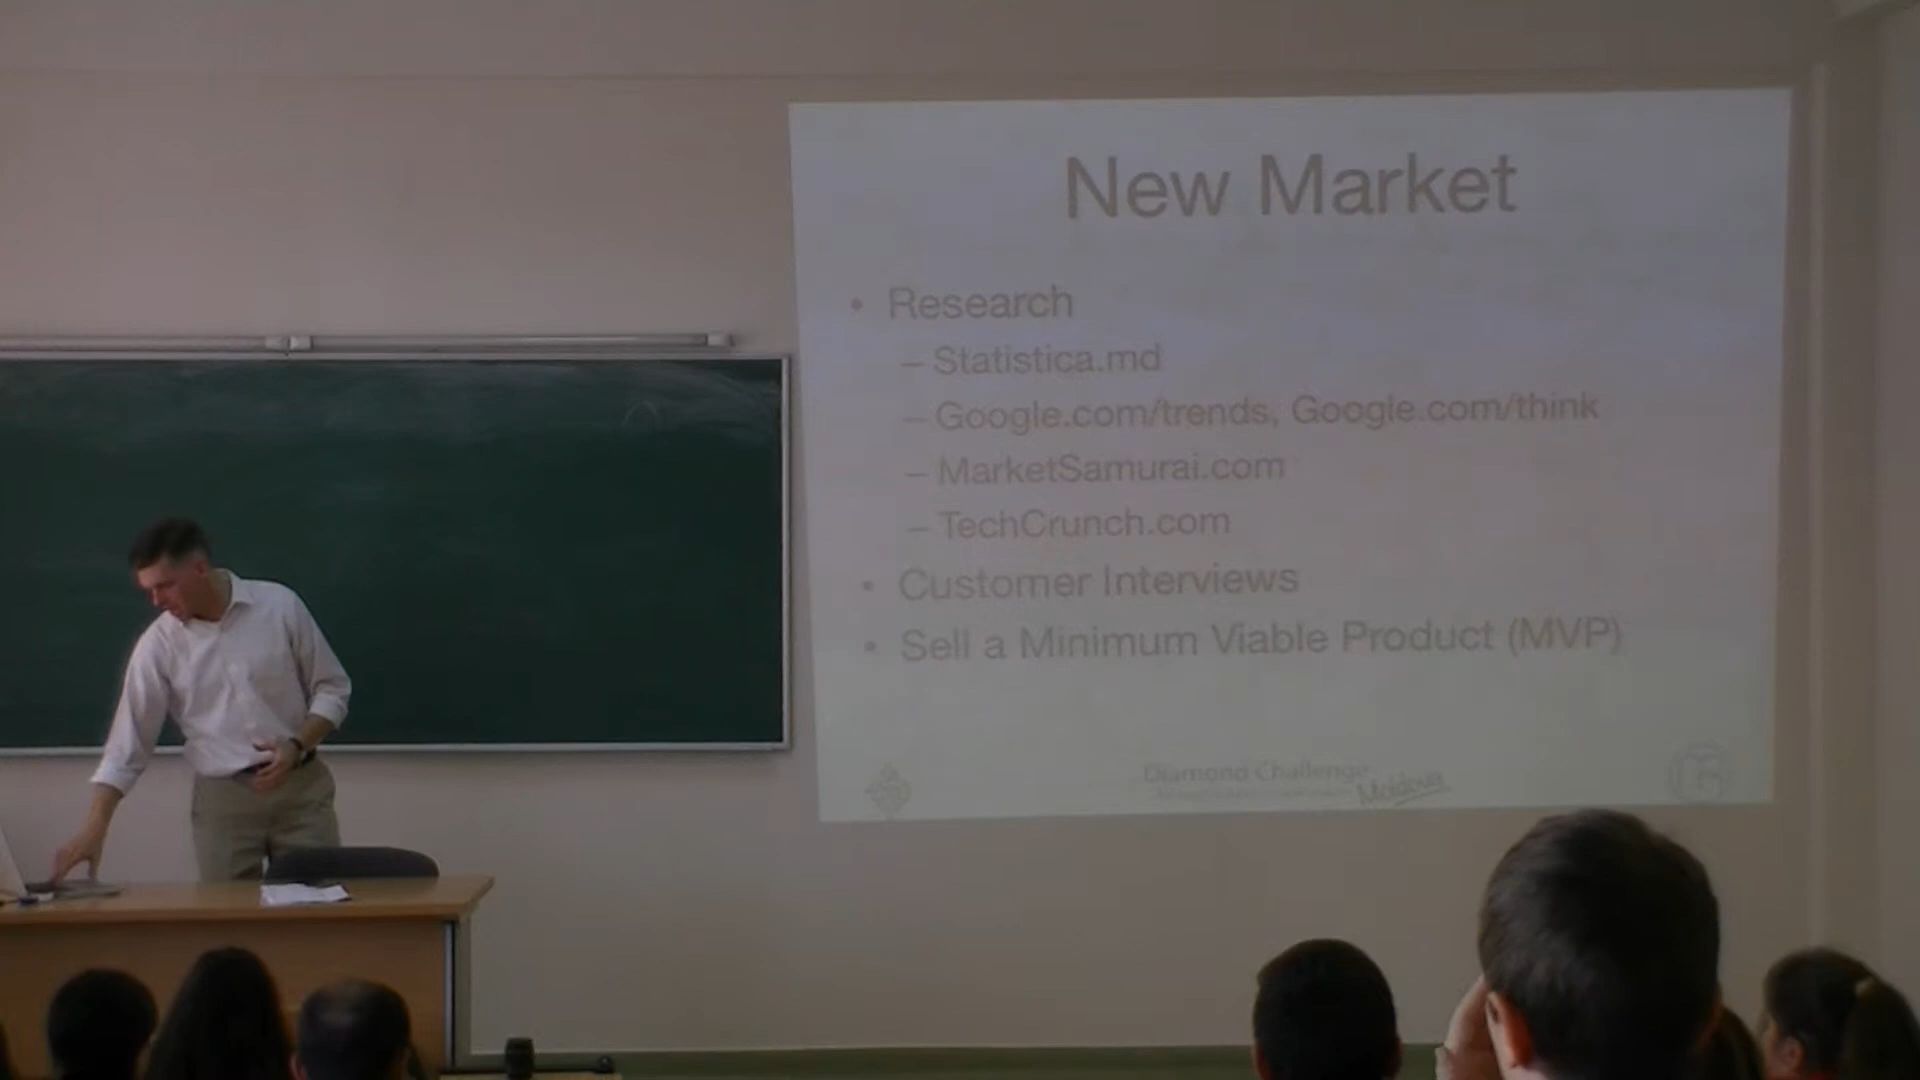 New Market
• Research
– Statistica.md
– Google.com/trends, Google.com/think
– MarketSamurai.com
– TechCrunch.com
• Customer Interviews
• Sell a Minimum Viable Product (MVP)
Diamond Challenge
Moldova